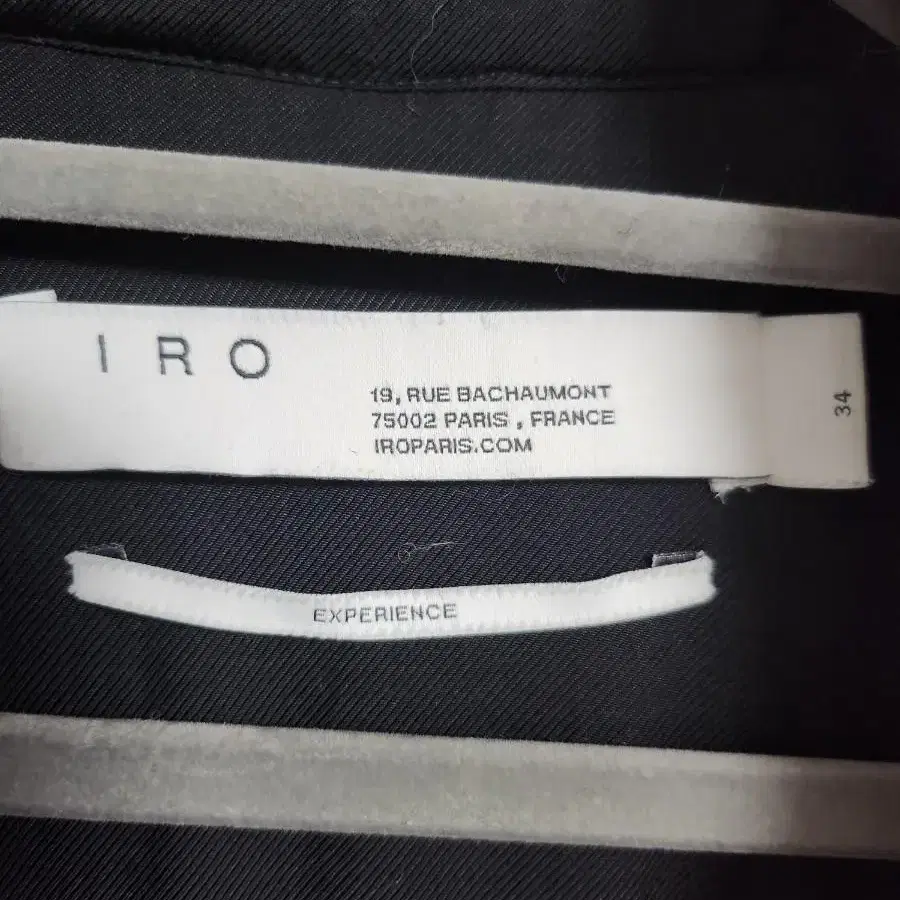 IRO
19, RUE BACHAUMONT
75002 PARIS , FRANCE
IROPARIS.COM
34
EXPERIENCE